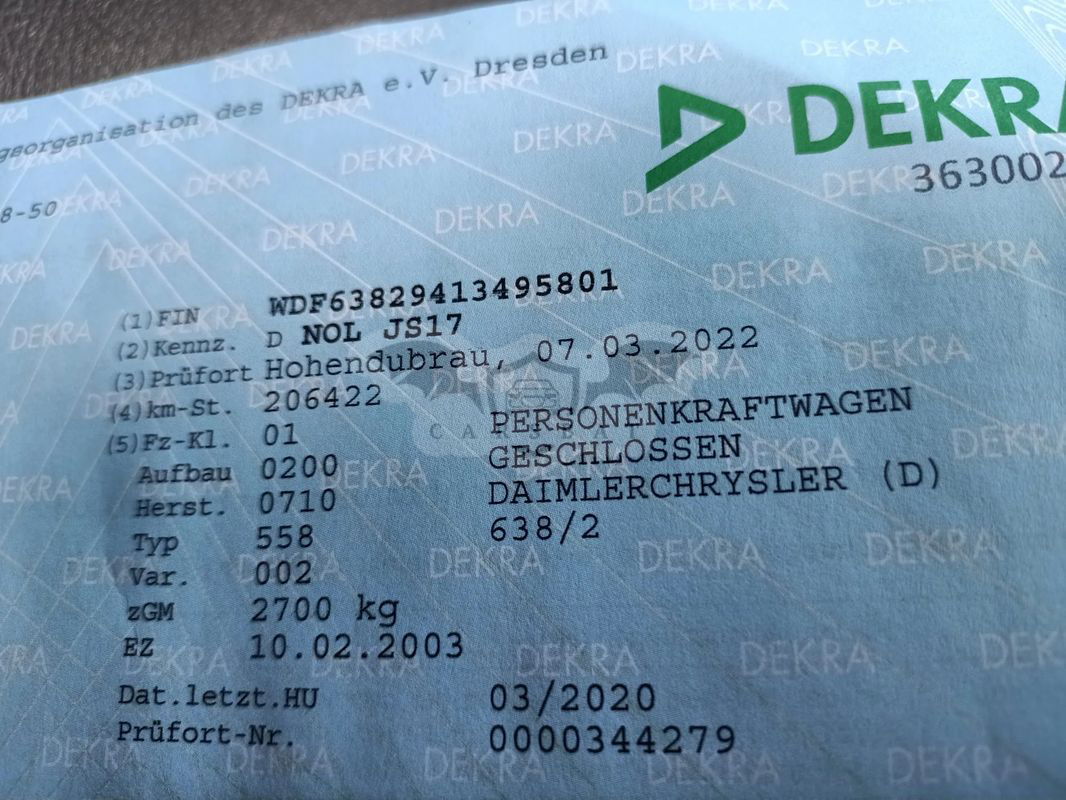 gsorganisation des DEKRA e.V. Dresden
DEKRA
363002
8-50
(1)FIN WDF63829413495801
(2)Kennz. D NOL JS17
(3)Prüfort Hohendubrau, 07.03.2022
(4)km-St. 206422
(5)Fz-Kl. 01 PERSONENKRAFTWAGEN
Aufbau 0200 GESCHLOSSEN
Herst. 0710 DAIMLERCHRYSLER (D)
Typ 558 638/2
Var. 002
zGM 2700 kg
EZ 10.02.2003
Dat.letzt.HU 03/2020
Prüfort-Nr. 0000344279